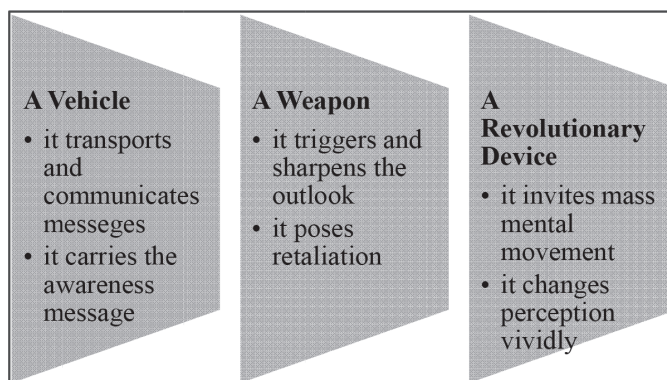 A Vehicle
• it transports
and
communicates
messeges
• it carries the
awareness
message
A Weapon
• it triggers and
sharpens the
outlook
• it poses
retaliation
A
Revolutionary
Device
• it invites mass
mental
movement
• it changes
perception
vividly